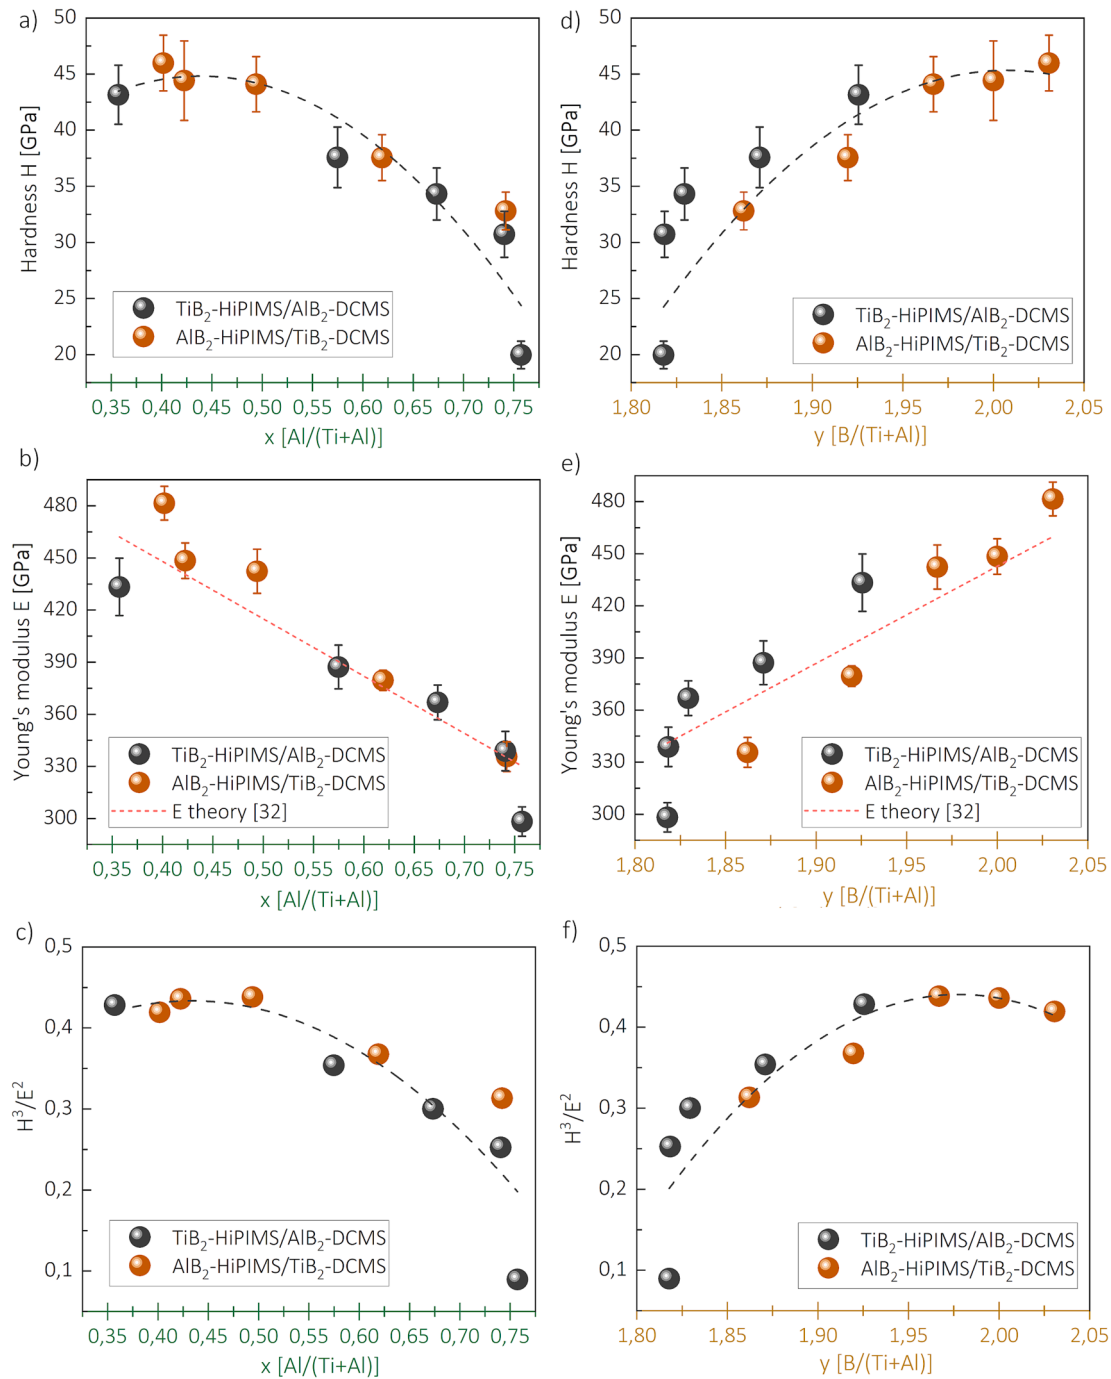 a)
Hardness H [GPa]
50
45
40
35
30
25
20
TiB₂-HiPIMS/AlB₂-DCMS
AlB₂-HiPIMS/TiB₂-DCMS
0,35 0,40 0,45 0,50 0,55 0,60 0,65 0,70 0,75
x [Al/(Ti+Al)]
d)
Hardness H [GPa]
50
45
40
35
30
25
20
TiB₂-HiPIMS/AlB₂-DCMS
AlB₂-HiPIMS/TiB₂-DCMS
1,80 1,85 1,90 1,95 2,00 2,05
y [B/(Ti+Al)]
b)
Young's modulus E [GPa]
480
450
420
390
360
330
300
TiB₂-HiPIMS/AlB₂-DCMS
AlB₂-HiPIMS/TiB₂-DCMS
E theory [32]
0,35 0,40 0,45 0,50 0,55 0,60 0,65 0,70 0,75
x [Al/(Ti+Al)]
e)
Young's modulus E [GPa]
480
450
420
390
360
330
300
TiB₂-HiPIMS/AlB₂-DCMS
AlB₂-HiPIMS/TiB₂-DCMS
E theory [32]
1,80 1,85 1,90 1,95 2,00 2,05
y [B/(Ti+Al)]
c)
H³/E²
0,5
0,4
0,3
0,2
0,1
TiB₂-HiPIMS/AlB₂-DCMS
AlB₂-HiPIMS/TiB₂-DCMS
0,35 0,40 0,45 0,50 0,55 0,60 0,65 0,70 0,75
x [Al/(Ti+Al)]
f)
H³/E²
0,5
0,4
0,3
0,2
0,1
TiB₂-HiPIMS/AlB₂-DCMS
AlB₂-HiPIMS/TiB₂-DCMS
1,80 1,85 1,90 1,95 2,00 2,05
y [B/(Ti+Al)]